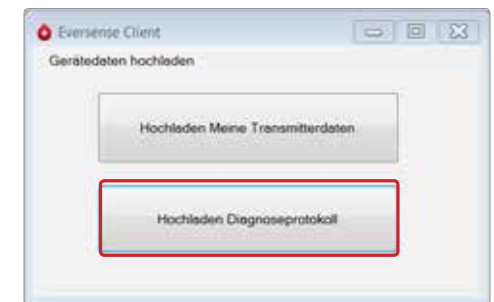 Eversense Client
Gerätedaten hochladen
Hochladen Meine Transmitterdaten
Hochladen Diagnoseprotokoll